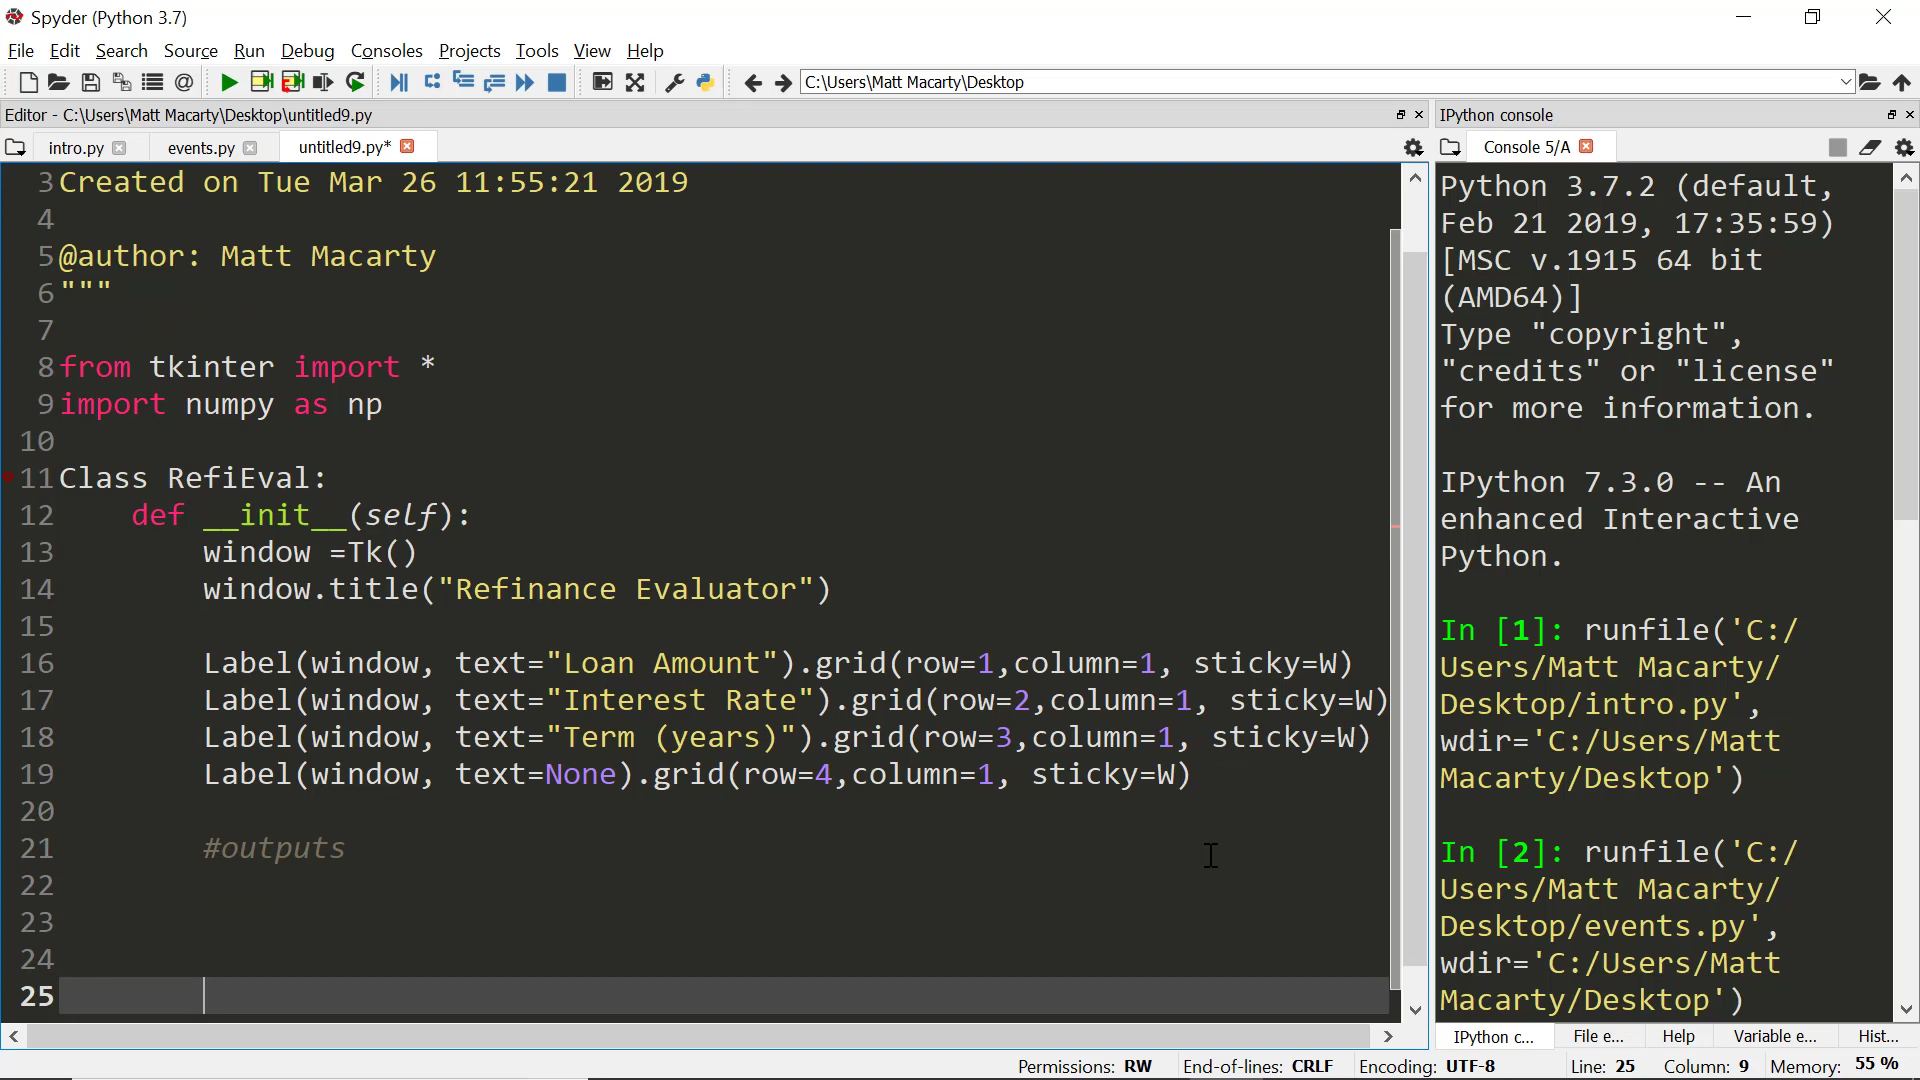 Spyder (Python 3.7)
File Edit Search Source Run Debug Consoles Projects Tools View Help
C:\Users\Matt Macarty\Desktop
Editor - C:\Users\Matt Macarty\Desktop\untitled9.py
intro.py events.py untitled9.py*
3 Created on Tue Mar 26 11:55:21 2019
4
5 @author: Matt Macarty
6 """
7
8 from tkinter import *
9 import numpy as np
10
11 Class RefiEval:
12     def __init__(self):
13         window =Tk()
14         window.title("Refinance Evaluator")
15
16         Label(window, text="Loan Amount").grid(row=1,column=1, sticky=W)
17         Label(window, text="Interest Rate").grid(row=2,column=1, sticky=W)
18         Label(window, text="Term (years)").grid(row=3,column=1, sticky=W)
19         Label(window, text=None).grid(row=4,column=1, sticky=W)
20
21         #outputs
22
23
24
25
IPython console
Console 5/A
Python 3.7.2 (default,
Feb 21 2019, 17:35:59)
[MSC v.1915 64 bit
(AMD64)]
Type "copyright",
"credits" or "license"
for more information.
IPython 7.3.0 -- An
enhanced Interactive
Python.
In [1]: runfile('C:/
Users/Matt Macarty/
Desktop/intro.py',
wdir='C:/Users/Matt
Macarty/Desktop')
In [2]: runfile('C:/
Users/Matt Macarty/
Desktop/events.py',
wdir='C:/Users/Matt
Macarty/Desktop')
IPython c... File e... Help Variable e... Hist...
Permissions: RW End-of-lines: CRLF Encoding: UTF-8 Line: 25 Column: 9 Memory: 55 %